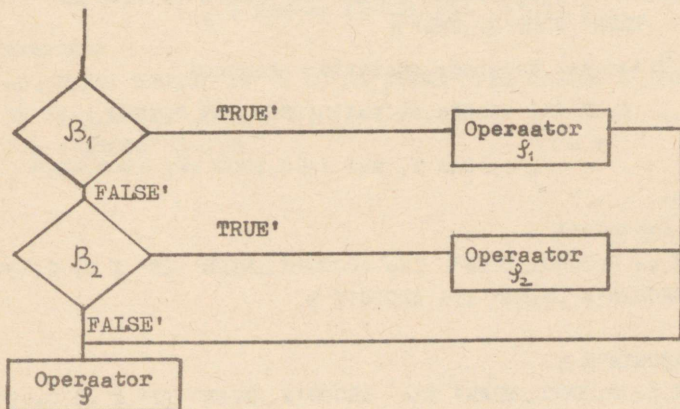 TRUE'
B₁
Operaator
S₁
FALSE'
TRUE'
B₂
Operaator
S₂
FALSE'
Operaator
S